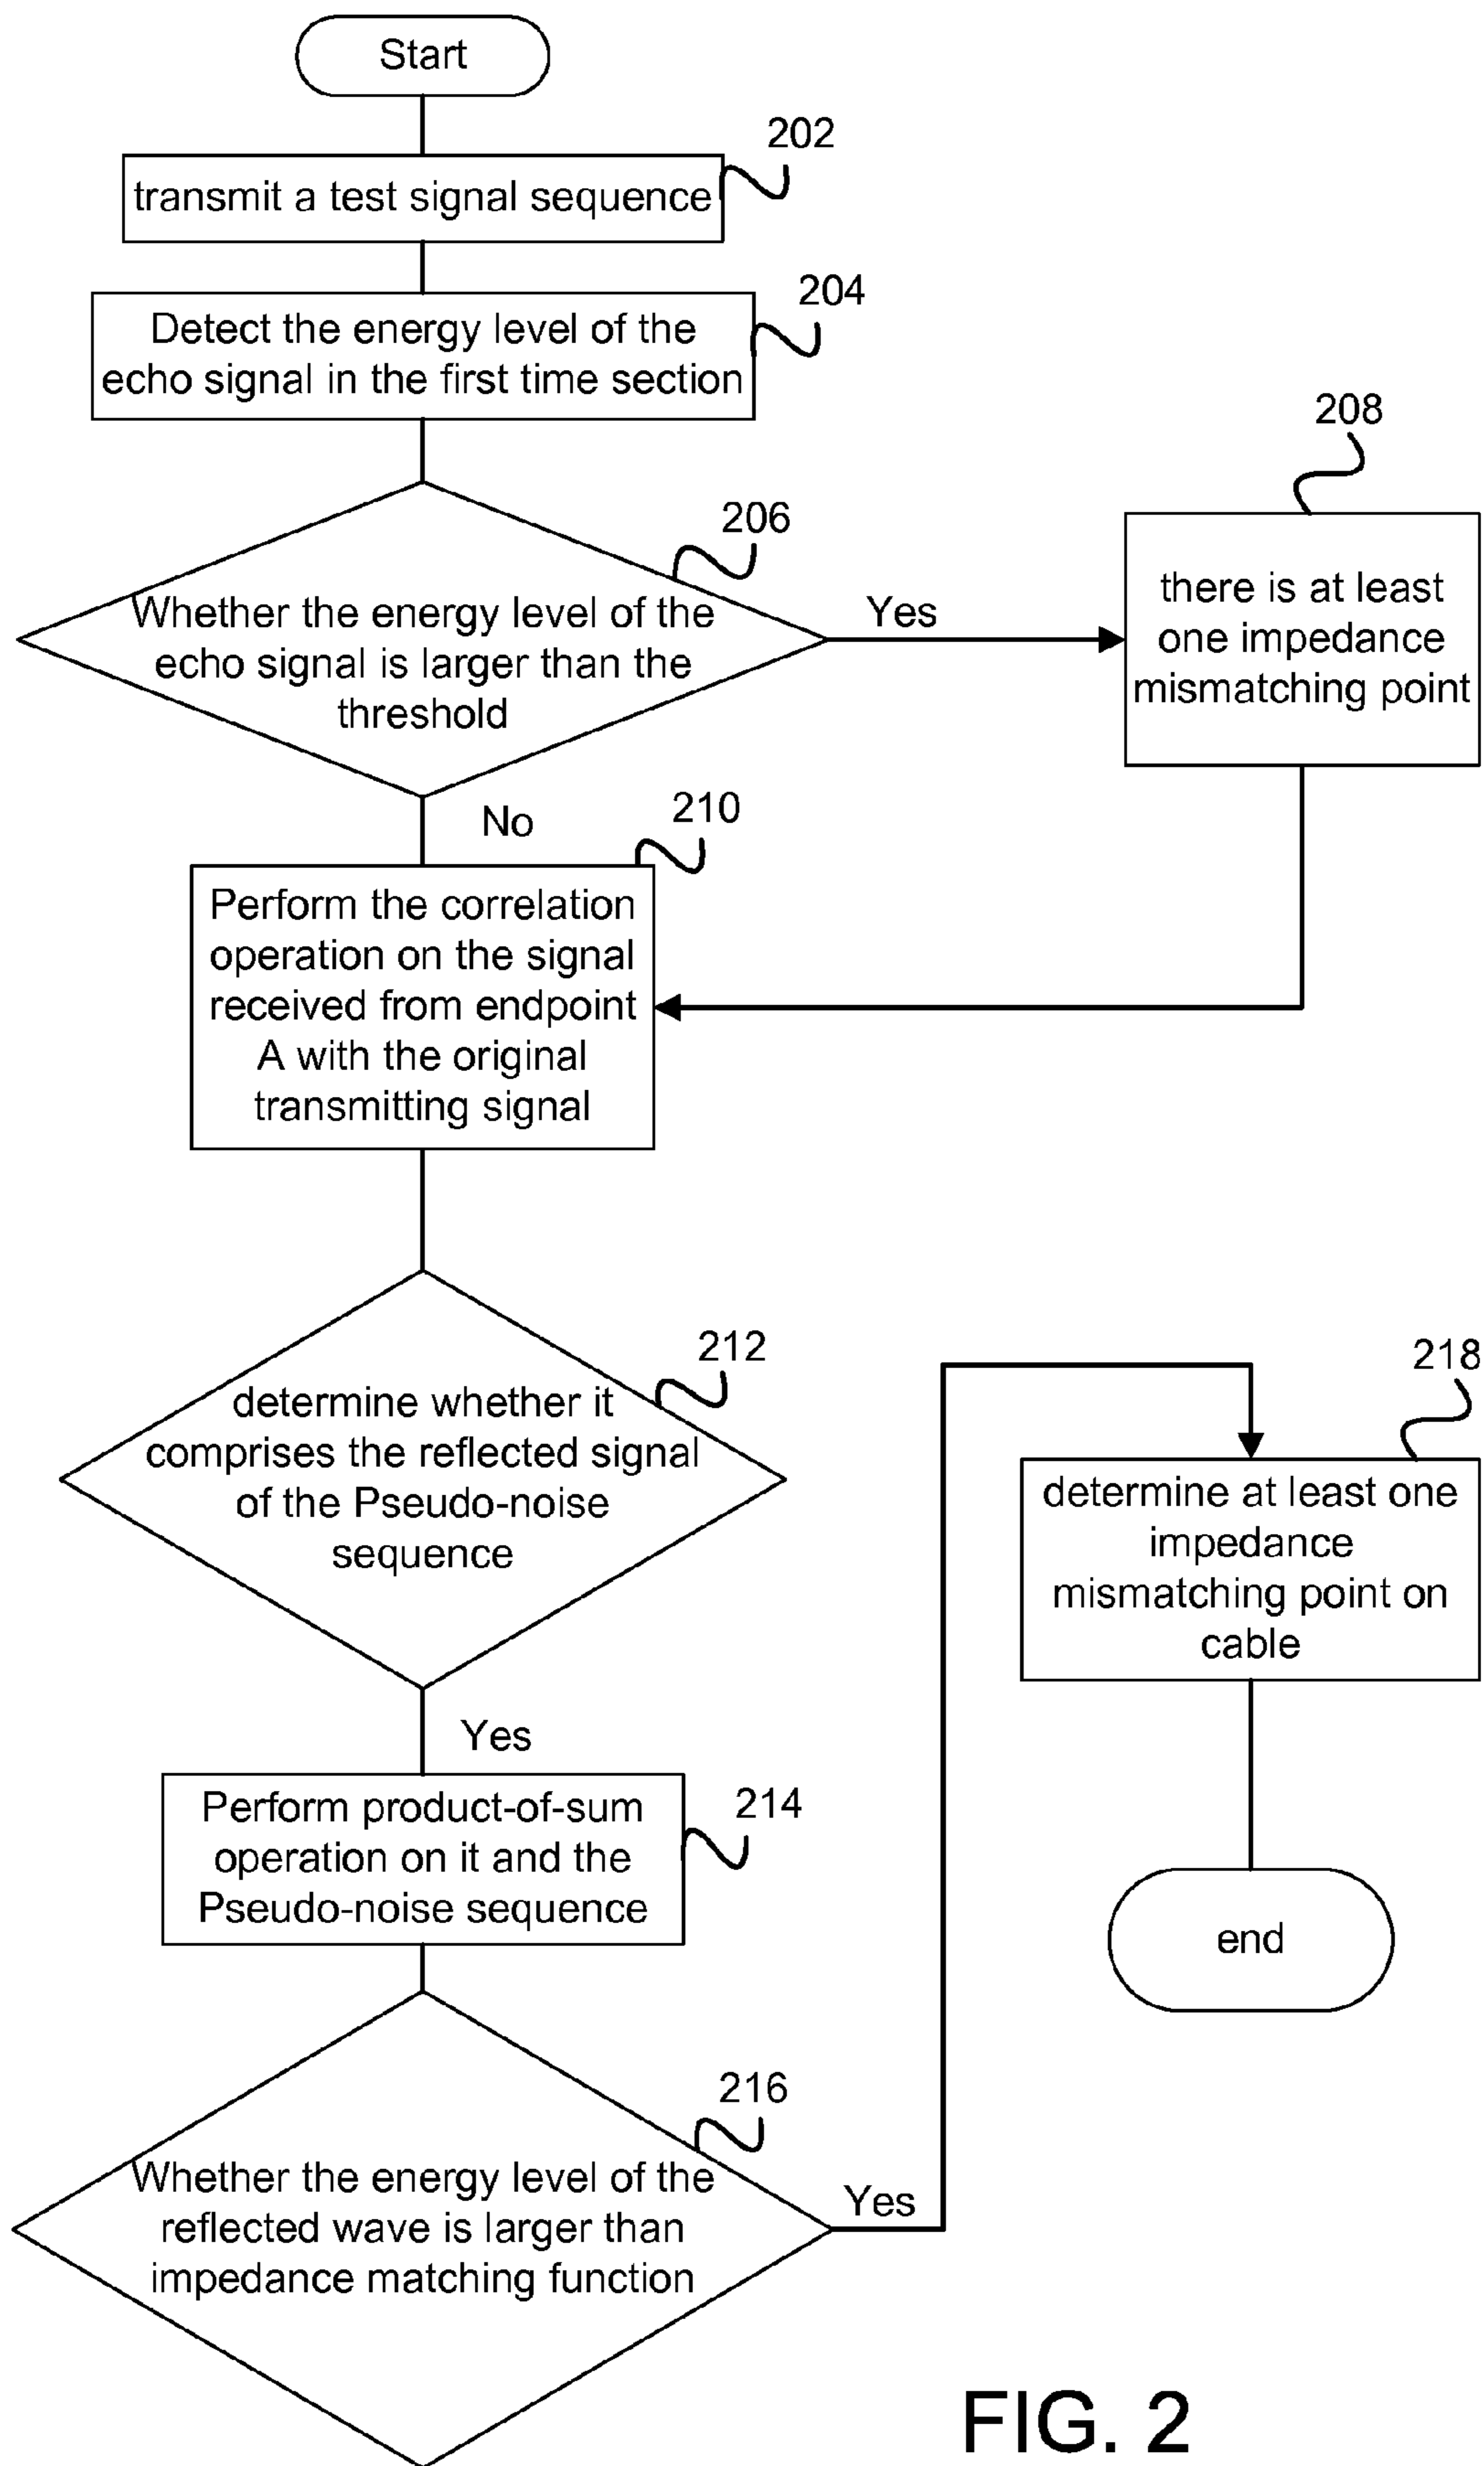 Start
202
transmit a test signal sequence
204
Detect the energy level of the
echo signal in the first time section
208
206
Whether the energy level of the
echo signal is larger than the
threshold
Yes
there is at least
one impedance
mismatching point
No
210
Perform the correlation
operation on the signal
received from endpoint
A with the original
transmitting signal
212
determine whether it
comprises the reflected signal
of the Pseudo-noise
sequence
218
determine at least one
impedance
mismatching point on
cable
Yes
214
Perform product-of-sum
operation on it and the
Pseudo-noise sequence
end
216
Whether the energy level of the
reflected wave is larger than
impedance matching function
Yes
FIG. 2